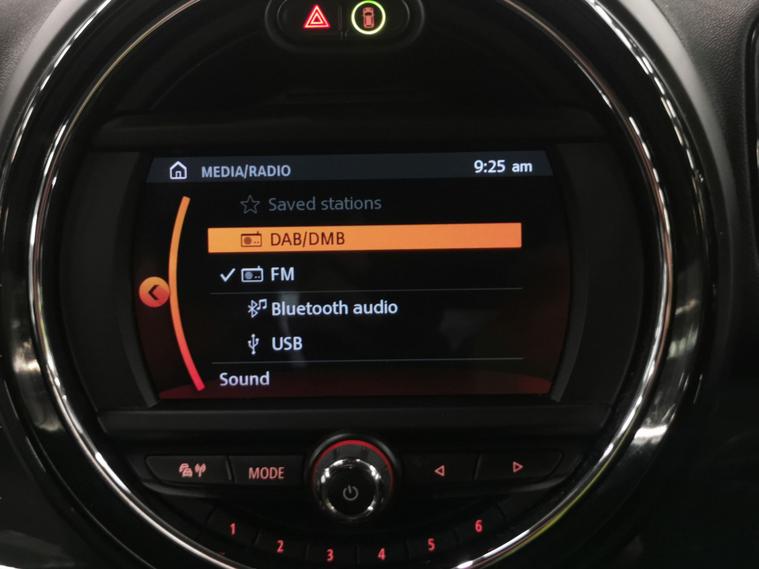 MEDIA/RADIO 9:25 am
Saved stations
DAB/DMB
FM
Bluetooth audio
USB
Sound
MODE
1 2 3 4 5 6